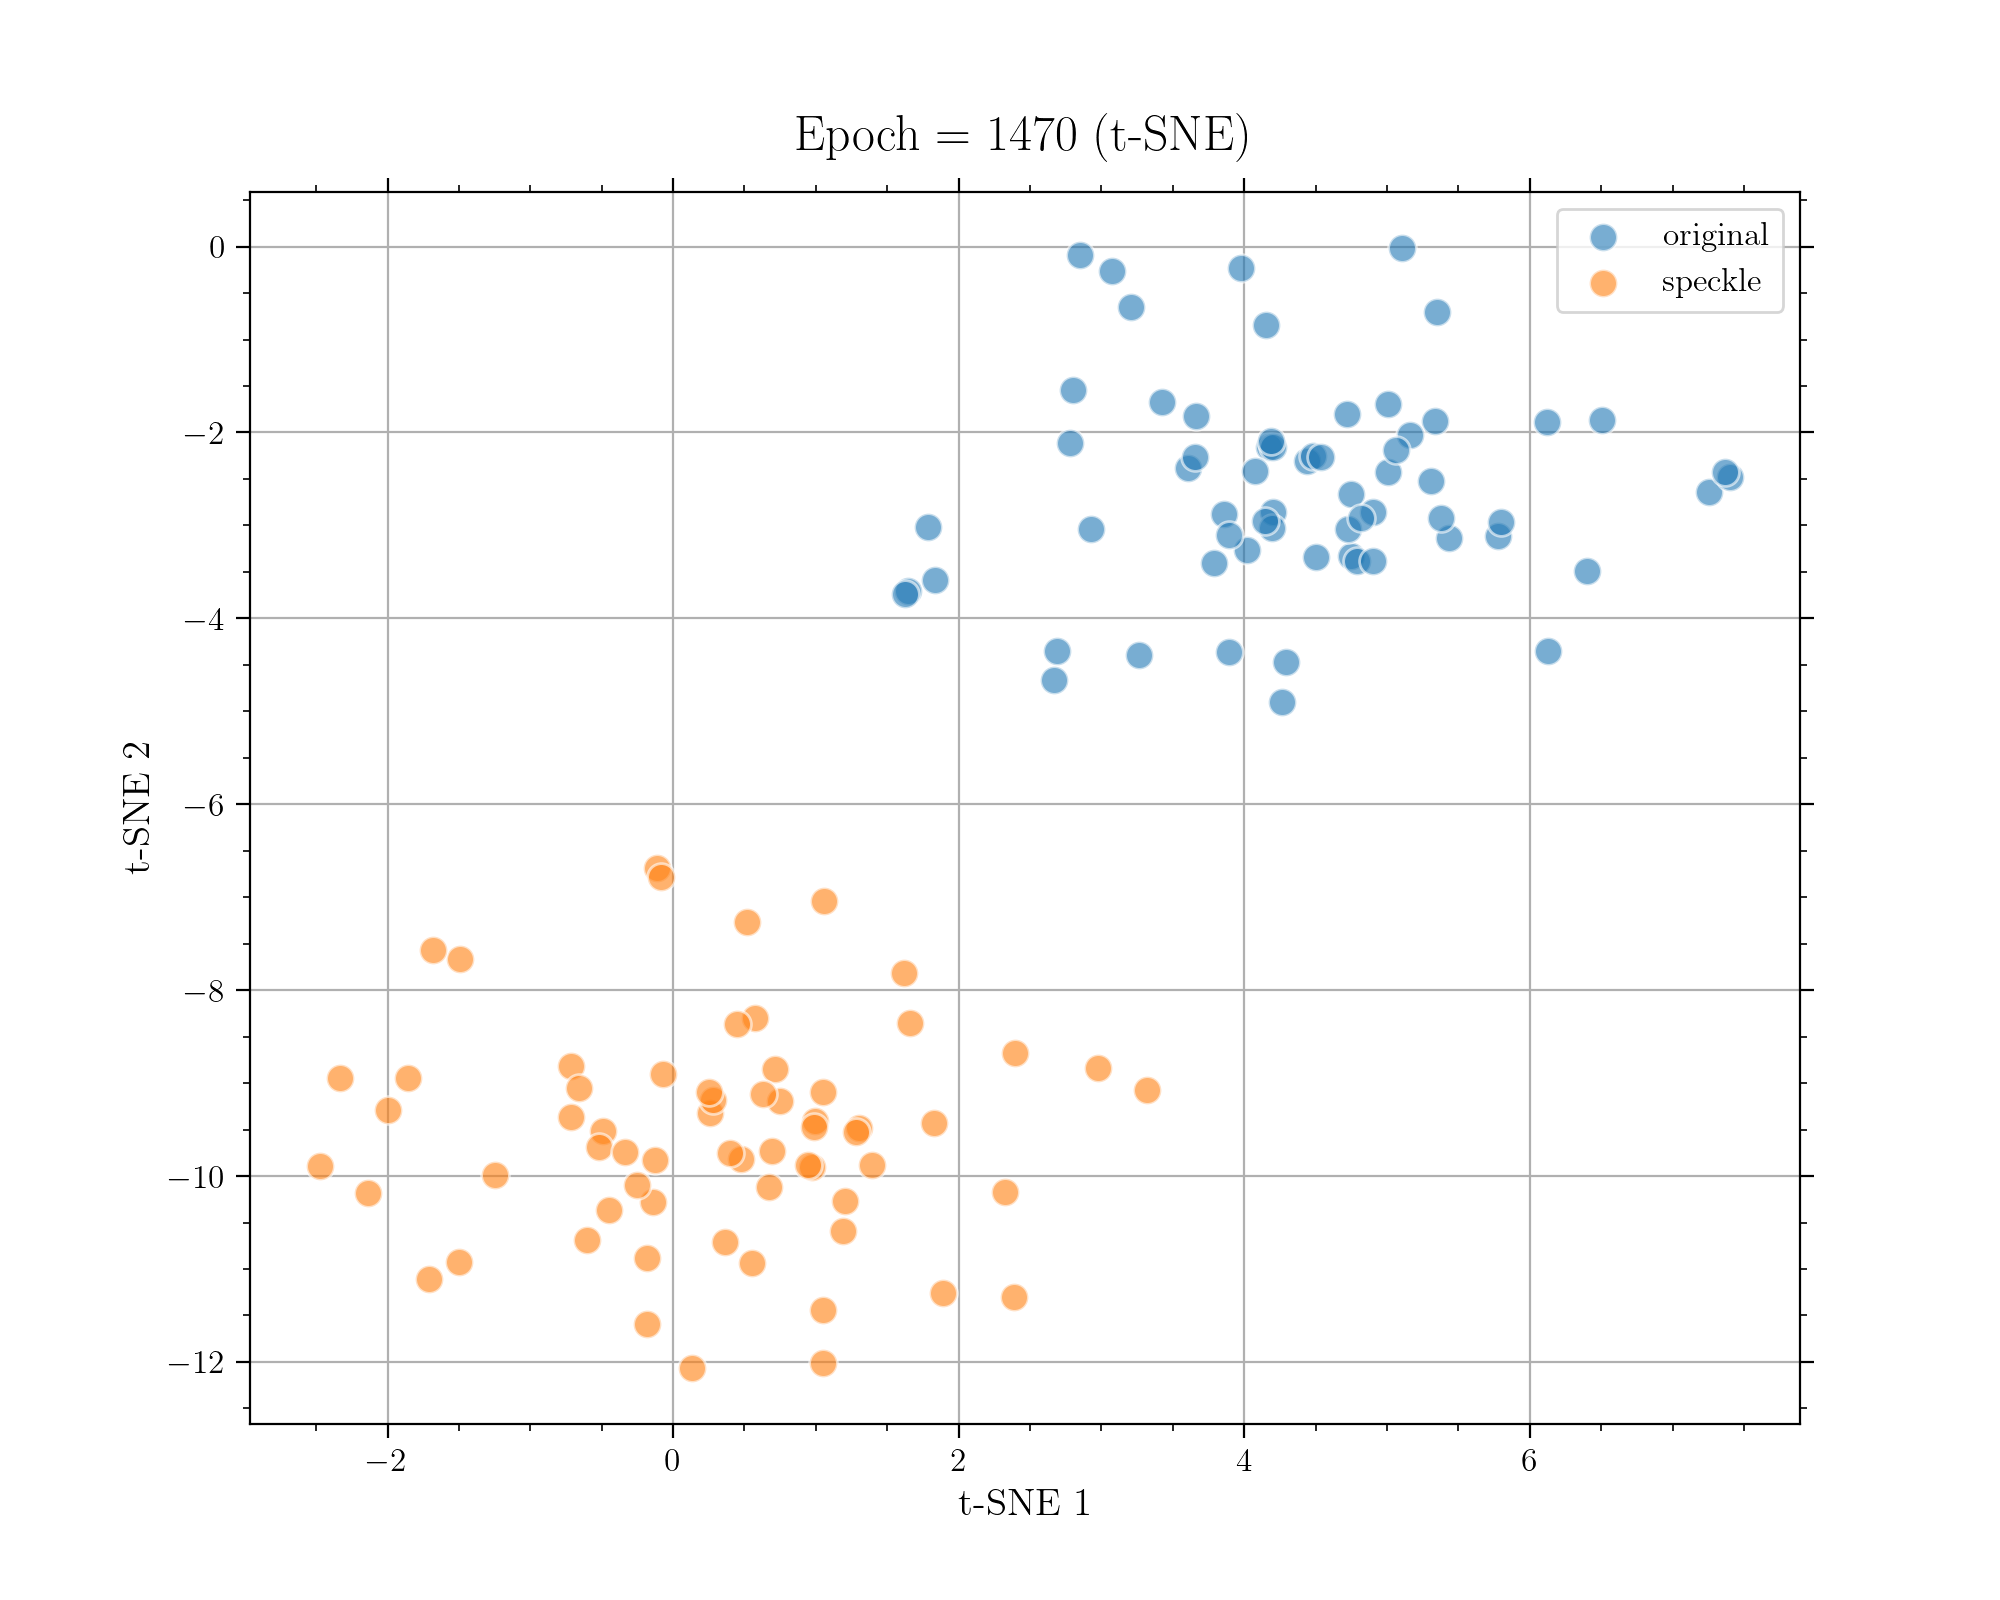 Epoch = 1470 (t-SNE)
original
speckle
0
−2
−4
−6
−8
−10
−12
t-SNE 2
−2 0 2 4 6
t-SNE 1